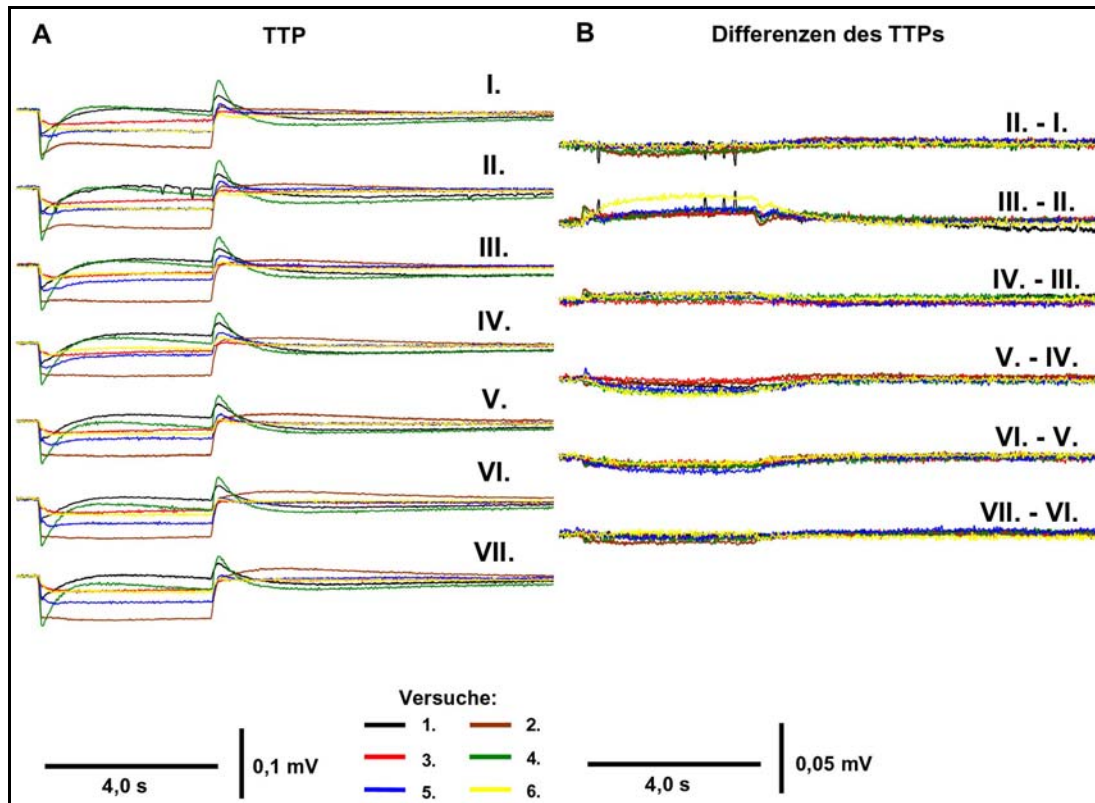 A
TTP
I.
II.
III.
IV.
V.
VI.
VII.
B
Differenzen des TTPs
II. - I.
III. - II.
IV. - III.
V. - IV.
VI. - V.
VII. - VI.
Versuche:
1. 2.
3. 4.
5. 6.
4,0 s
0,1 mV
4,0 s
0,05 mV